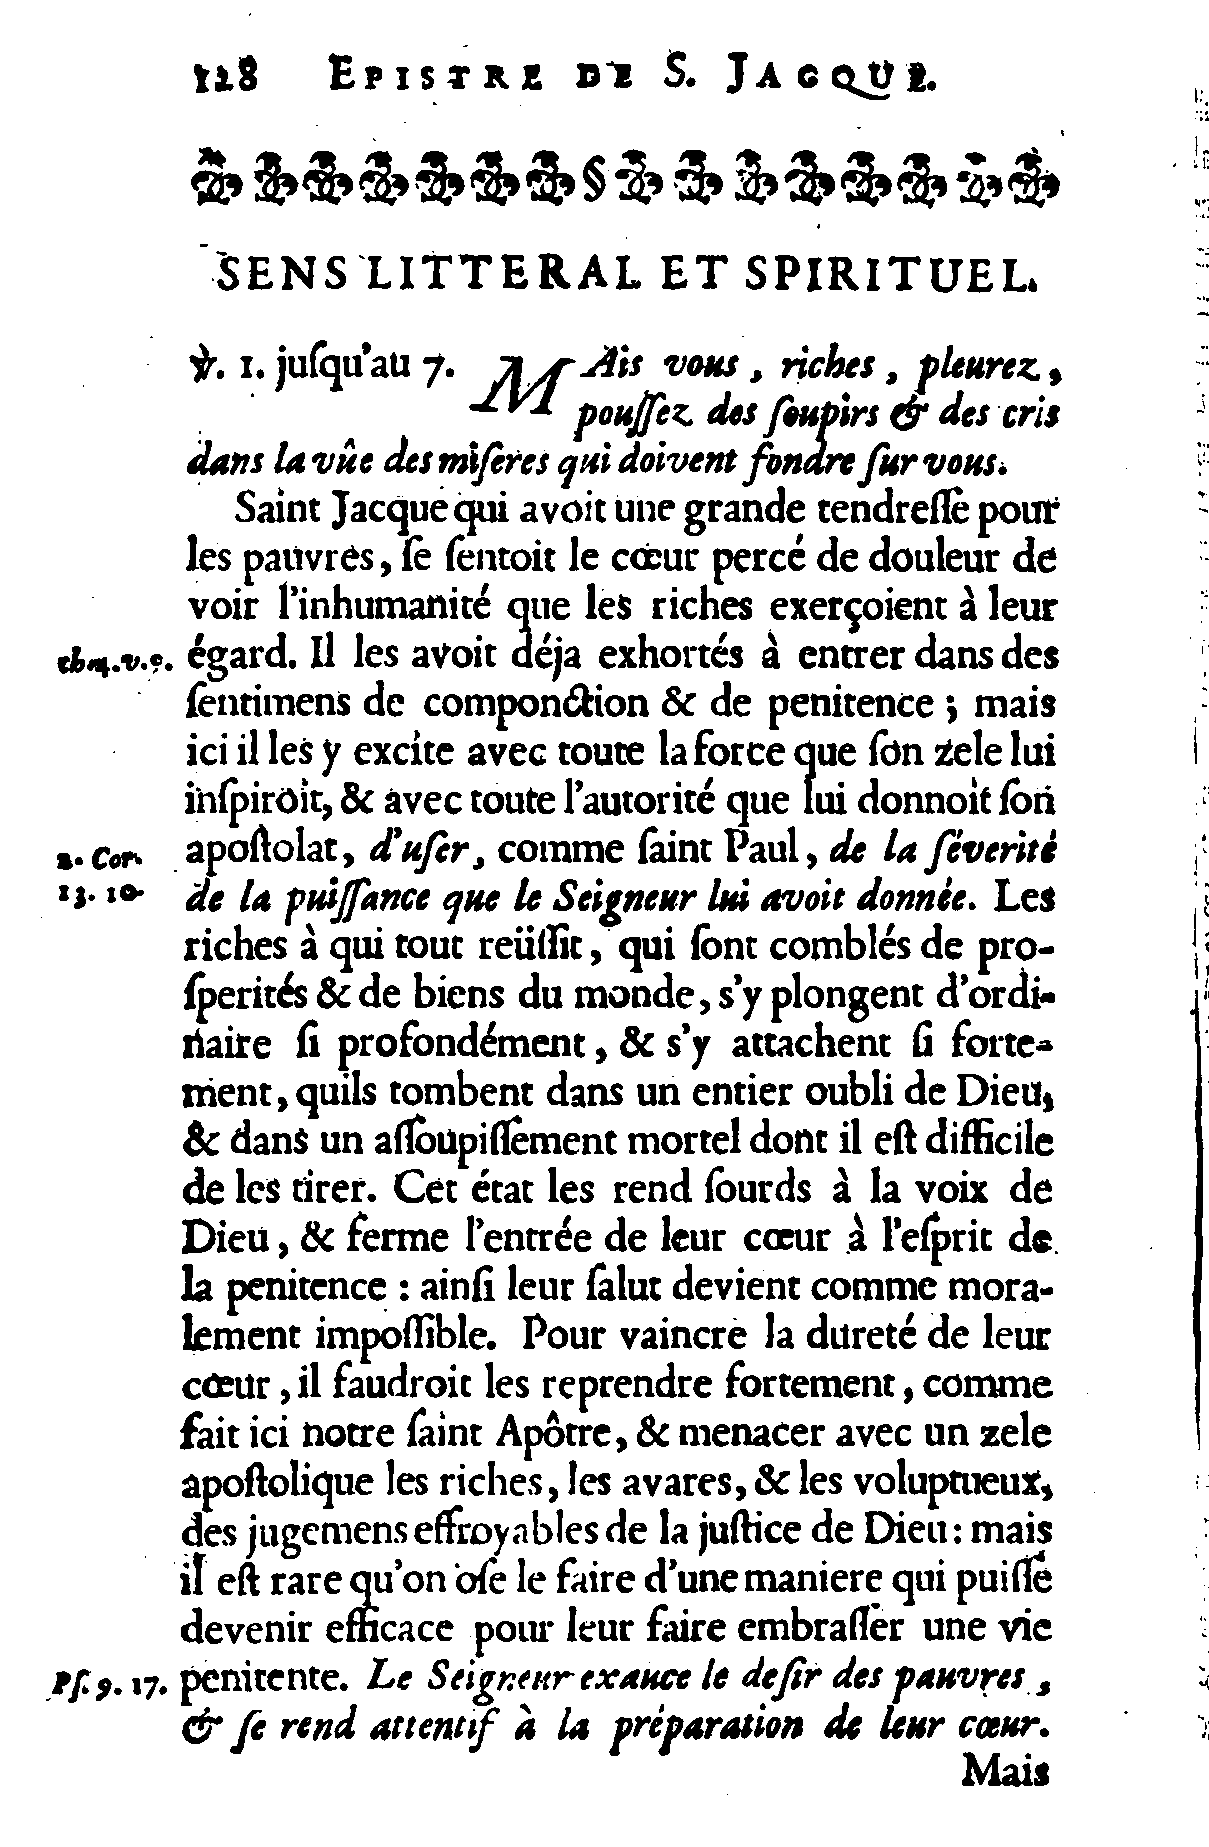 128 EPISTRE DE S. JACQUE.
SENS LITTERAL ET SPIRITUEL.
℣. 1. juſqu'au 7. MAis vous, riches, pleurez,
pouſſez des ſoupirs & des cris
dans la vûe des miſeres qui doivent fondre ſur vous.
Saint Jacque qui avoit une grande tendreſſe pour
les pauvres, ſe ſentoit le cœur percé de douleur de
voir l'inhumanité que les riches exerçoient à leur
égard. Il les avoit déja exhortés à entrer dans des
ſentimens de componction & de penitence ; mais
ici il les y excite avec toute la force que ſon zele lui
inſpiroit, & avec toute l'autorité que lui donnoit ſon
2. Cor.
apoſtolat, d'uſer, comme ſaint Paul, de la ſéverité
13. 10
de la puiſſance que le Seigneur lui avoit donnée. Les
riches à qui tout reüſſit, qui ſont comblés de pro-
ſperités & de biens du monde, s'y plongent d'ordi-
naire ſi profondément, & s'y attachent ſi forte-
ment, quils tombent dans un entier oubli de Dieu,
& dans un aſſoupiſſement mortel dont il eſt difficile
de les tirer. Cet état les rend ſourds à la voix de
Dieu, & ferme l'entrée de leur cœur à l'eſprit de
la penitence : ainſi leur ſalut devient comme mora-
lement impoſſible. Pour vaincre la dureté de leur
cœur, il faudroit les reprendre fortement, comme
fait ici notre ſaint Apôtre, & menacer avec un zele
apoſtolique les riches, les avares, & les voluptueux,
des jugemens effroyables de la juſtice de Dieu : mais
il eſt rare qu'on oſe le faire d'une maniere qui puiſſe
devenir efficace pour leur faire embraſſer une vie
Pſ. 9. 17. penitente. Le Seigneur exauce le deſir des pauvres,
& ſe rend attentif à la préparation de leur cœur.
Mais